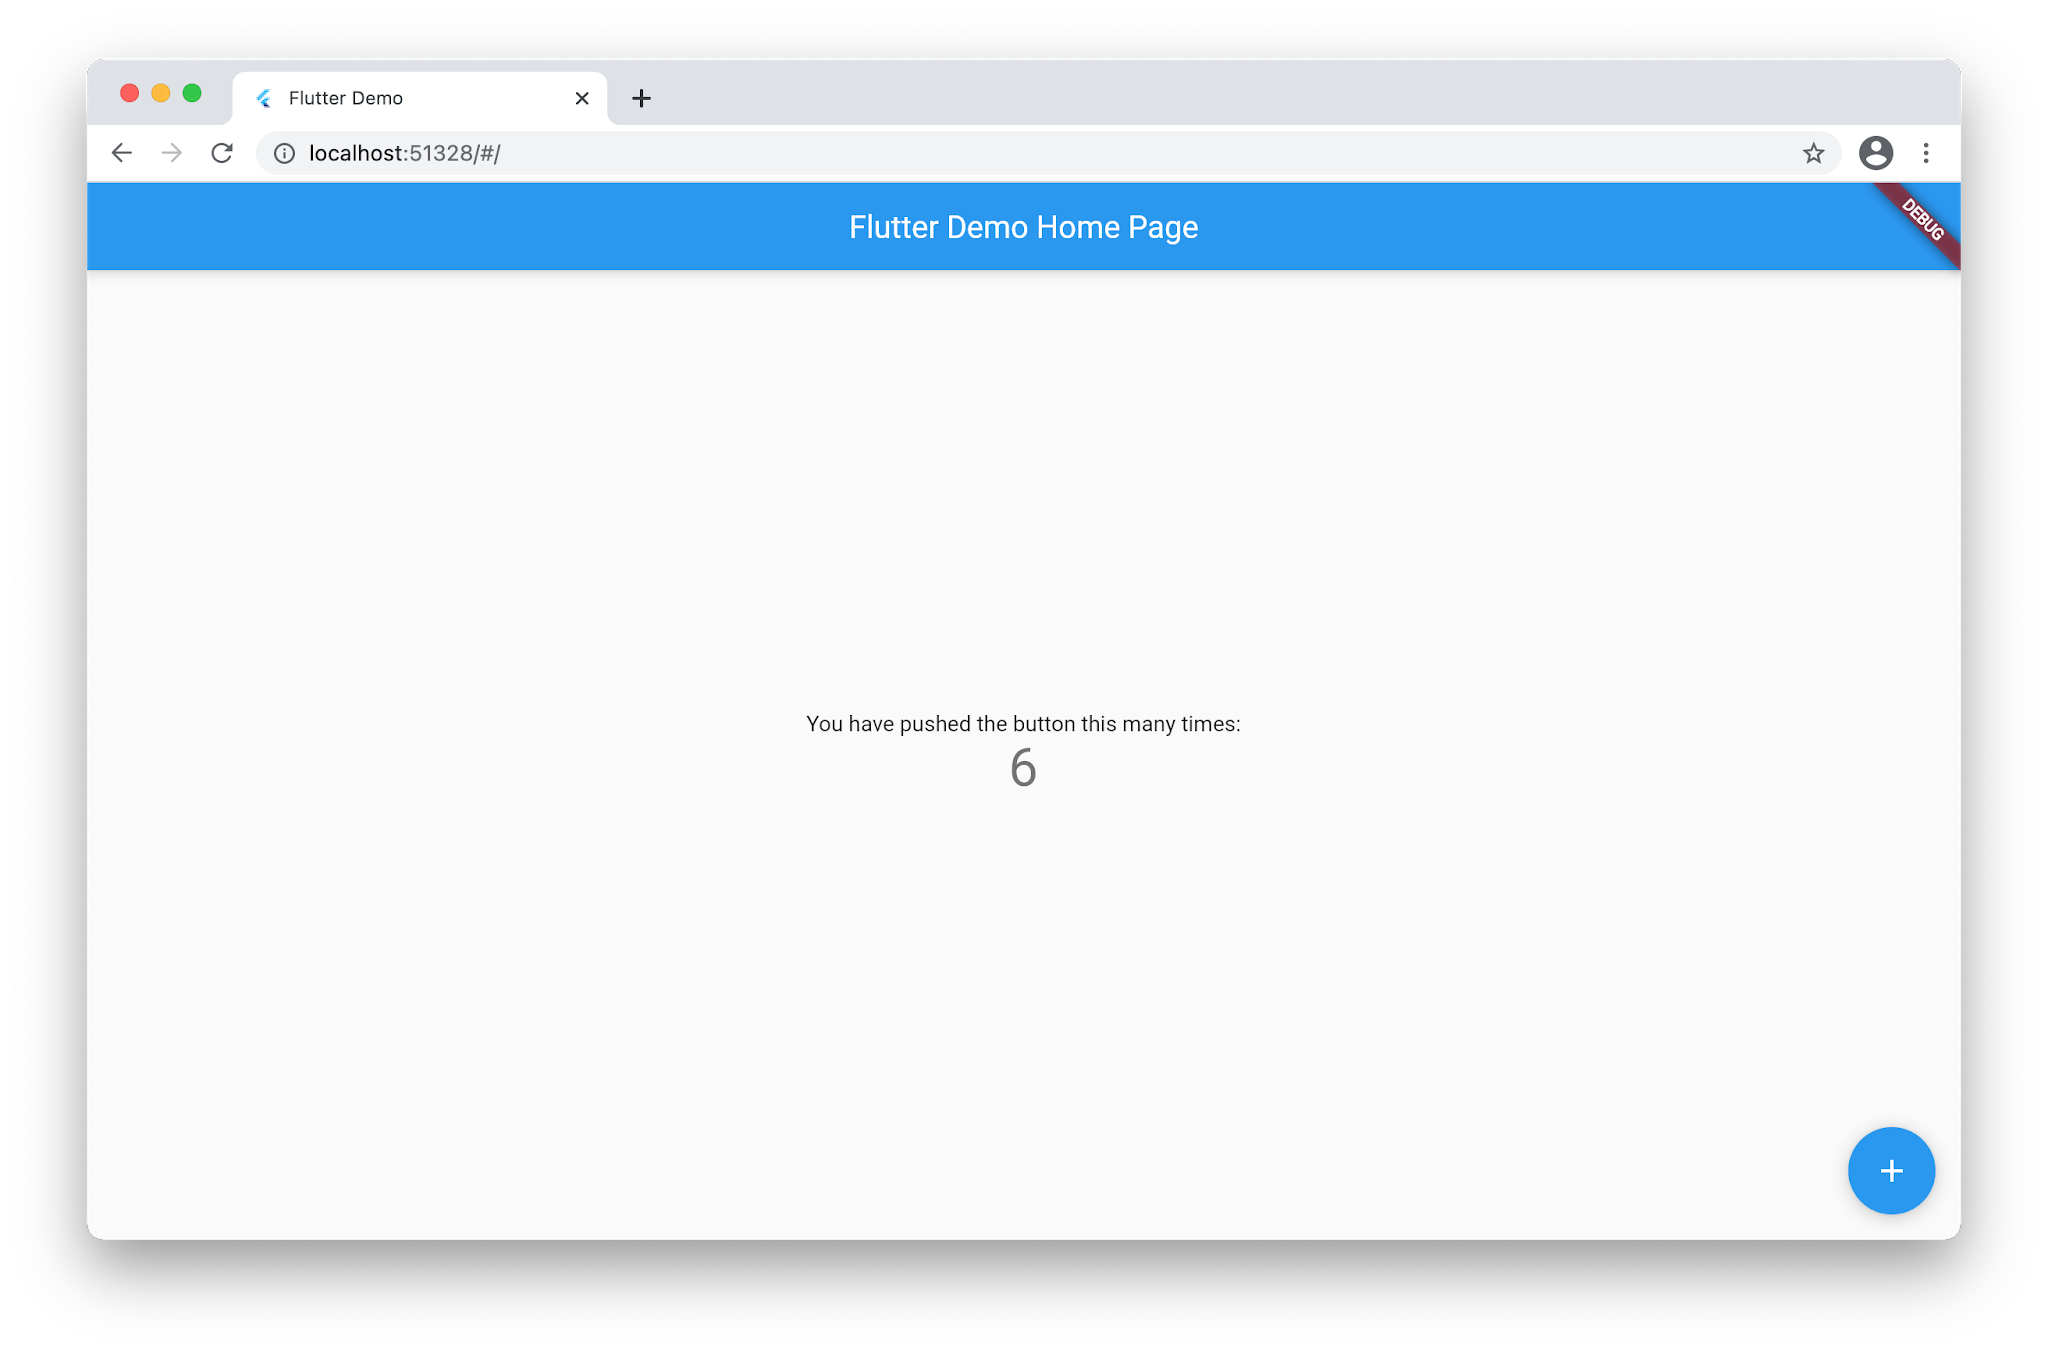 Flutter Demo
localhost:51328/#/
Flutter Demo Home Page
DEBUG
You have pushed the button this many times:
6